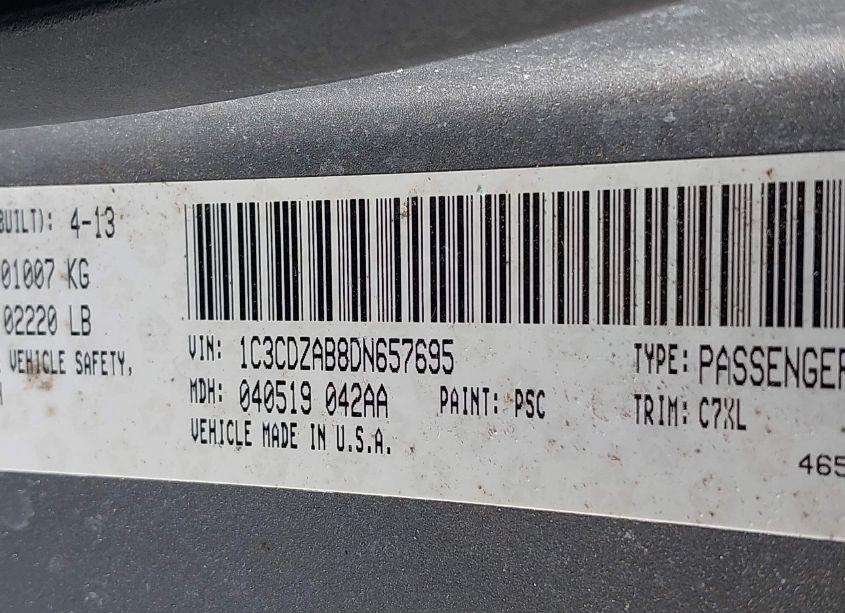 BUILT): 4-13
01007 KG
02220 LB
VEHICLE SAFETY,
VIN: 1C3CDZAB8DN657695
TYPE: PASSENGER
MDH: 040519 042AA
PAINT: PSC
TRIM: C7XL
VEHICLE MADE IN U.S.A.
465